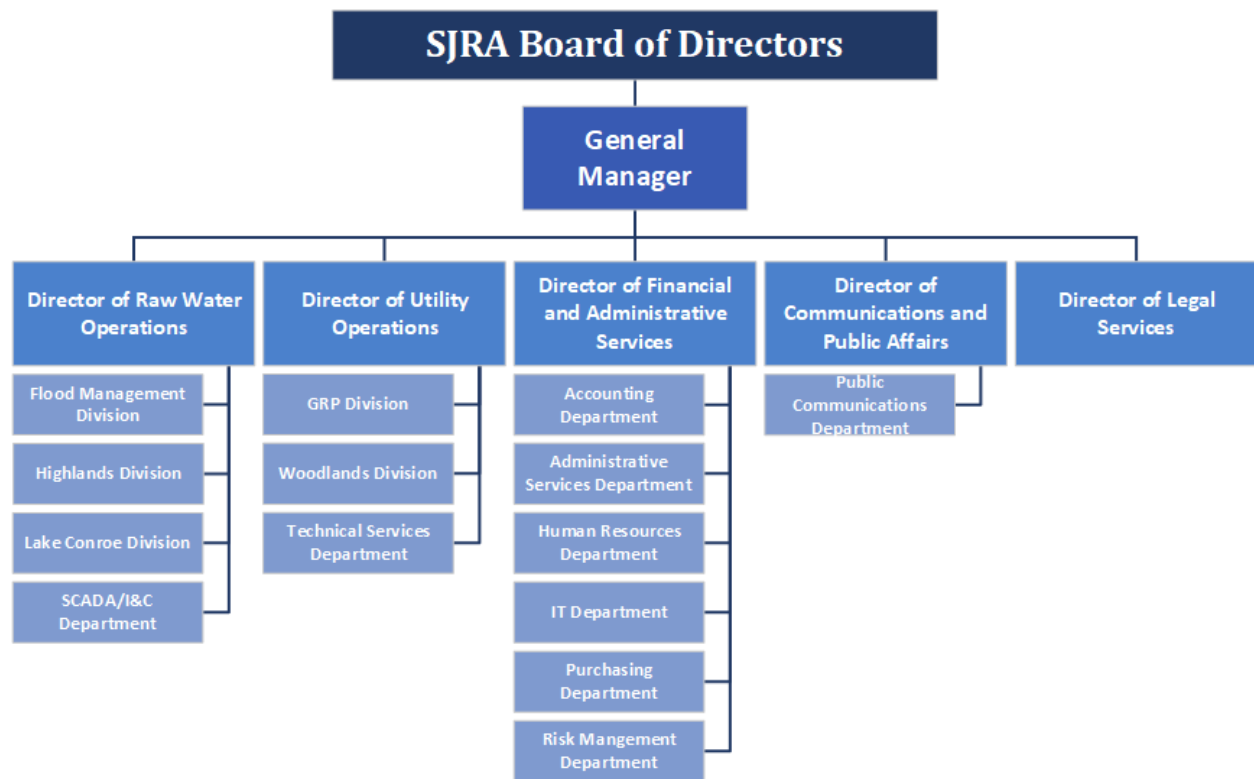 SJRA Board of Directors
General
Manager
Director of Raw Water
Operations
Flood Management
Division
Highlands Division
Lake Conroe Division
SCADA/I&C
Department
Director of Utility
Operations
GRP Division
Woodlands Division
Technical Services
Department
Director of Financial
and Administrative
Services
Accounting
Department
Administrative
Services Department
Human Resources
Department
IT Department
Purchasing
Department
Risk Mangement
Department
Director of
Communications and
Public Affairs
Public
Communications
Department
Director of Legal
Services